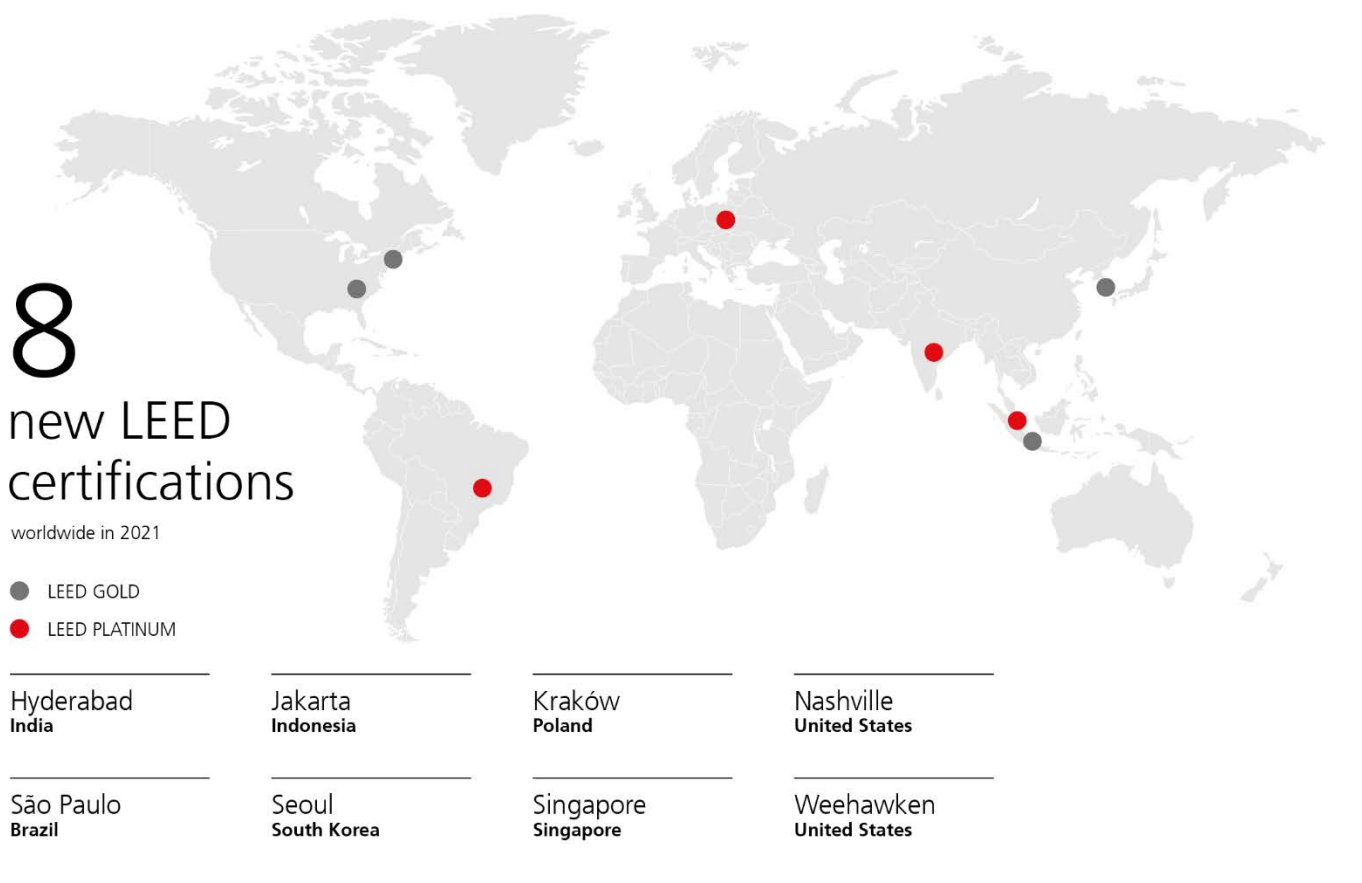 8
new LEED
certifications
worldwide in 2021
LEED GOLD
LEED PLATINUM
Hyderabad
India
Jakarta
Indonesia
Kraków
Poland
Nashville
United States
São Paulo
Brazil
Seoul
South Korea
Singapore
Singapore
Weehawken
United States